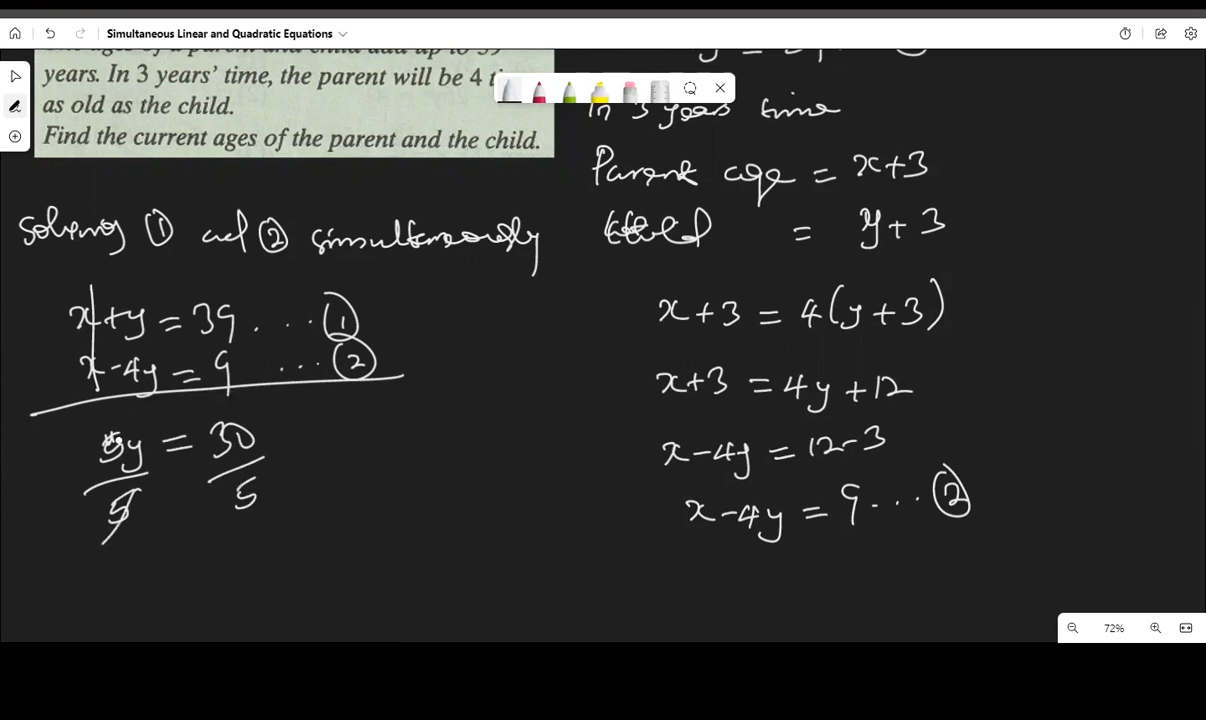 Simultaneous Linear and Quadratic Equations
years. In 3 years' time, the parent will be 4
as old as the child.
Find the current ages of the parent and the child.
In 3 years time
Parent age = x+3
= y+3
x+3 = 4(y+3)
x+3 = 4y+12
x-4y = 12-3
x-4y = 9... ②
Solving ① and ② simultaneously
x+y = 39.... ①
x-4y = 9 ... ②
5y = 30
5 5
72%